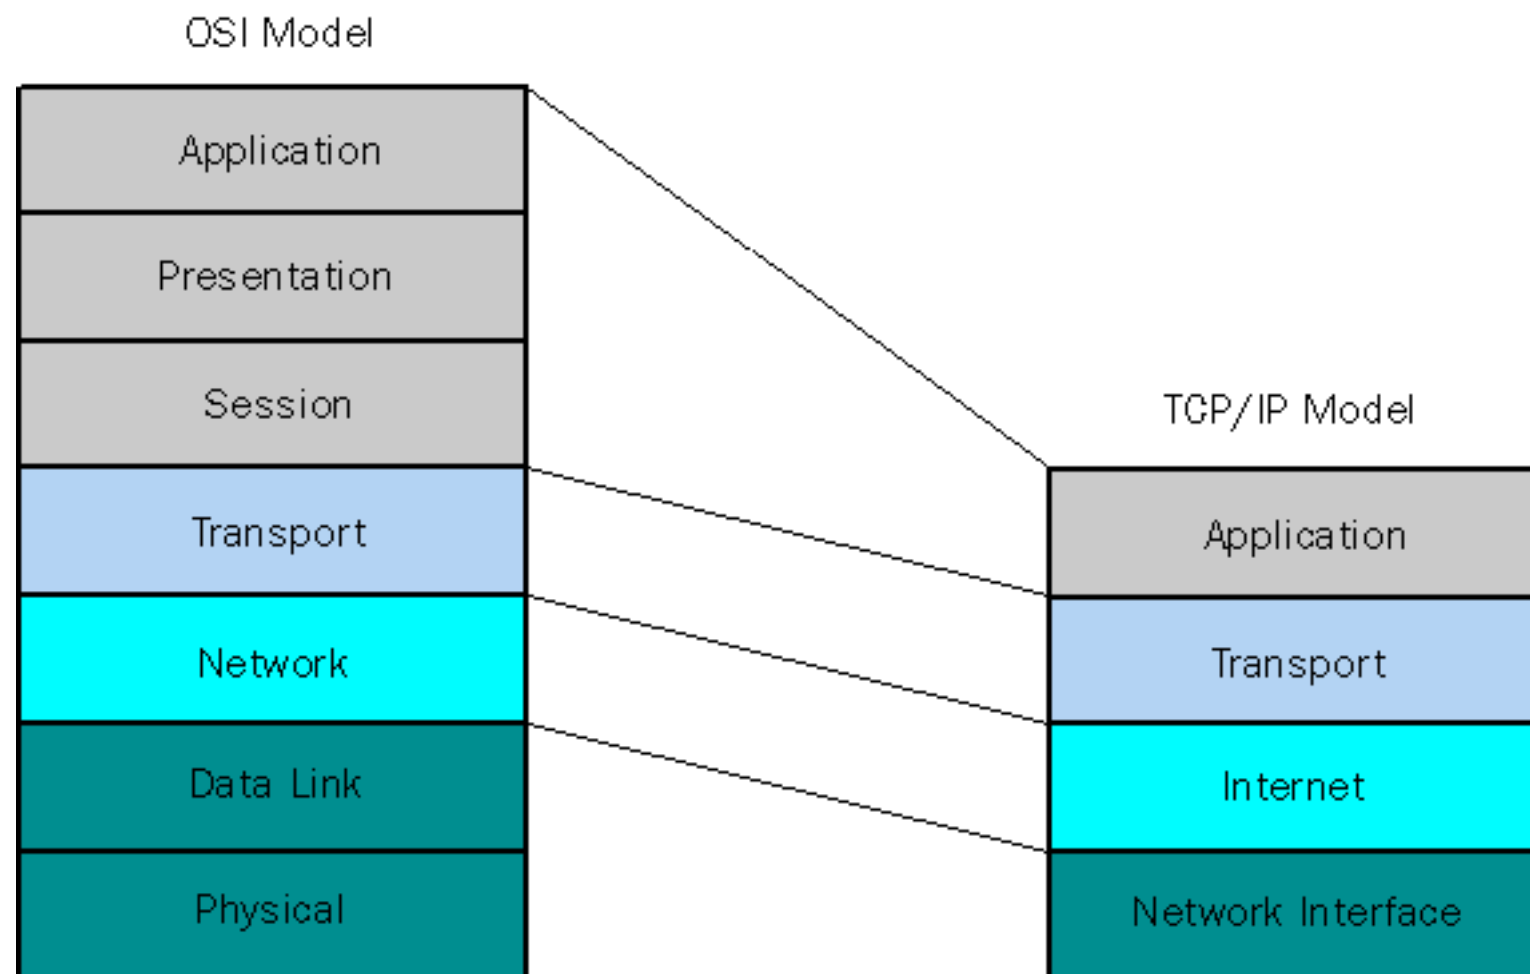 OSI Model
Application
Presentation
Session
Transport
Network
Data Link
Physical
TCP/IP Model
Application
Transport
Internet
Network Interface